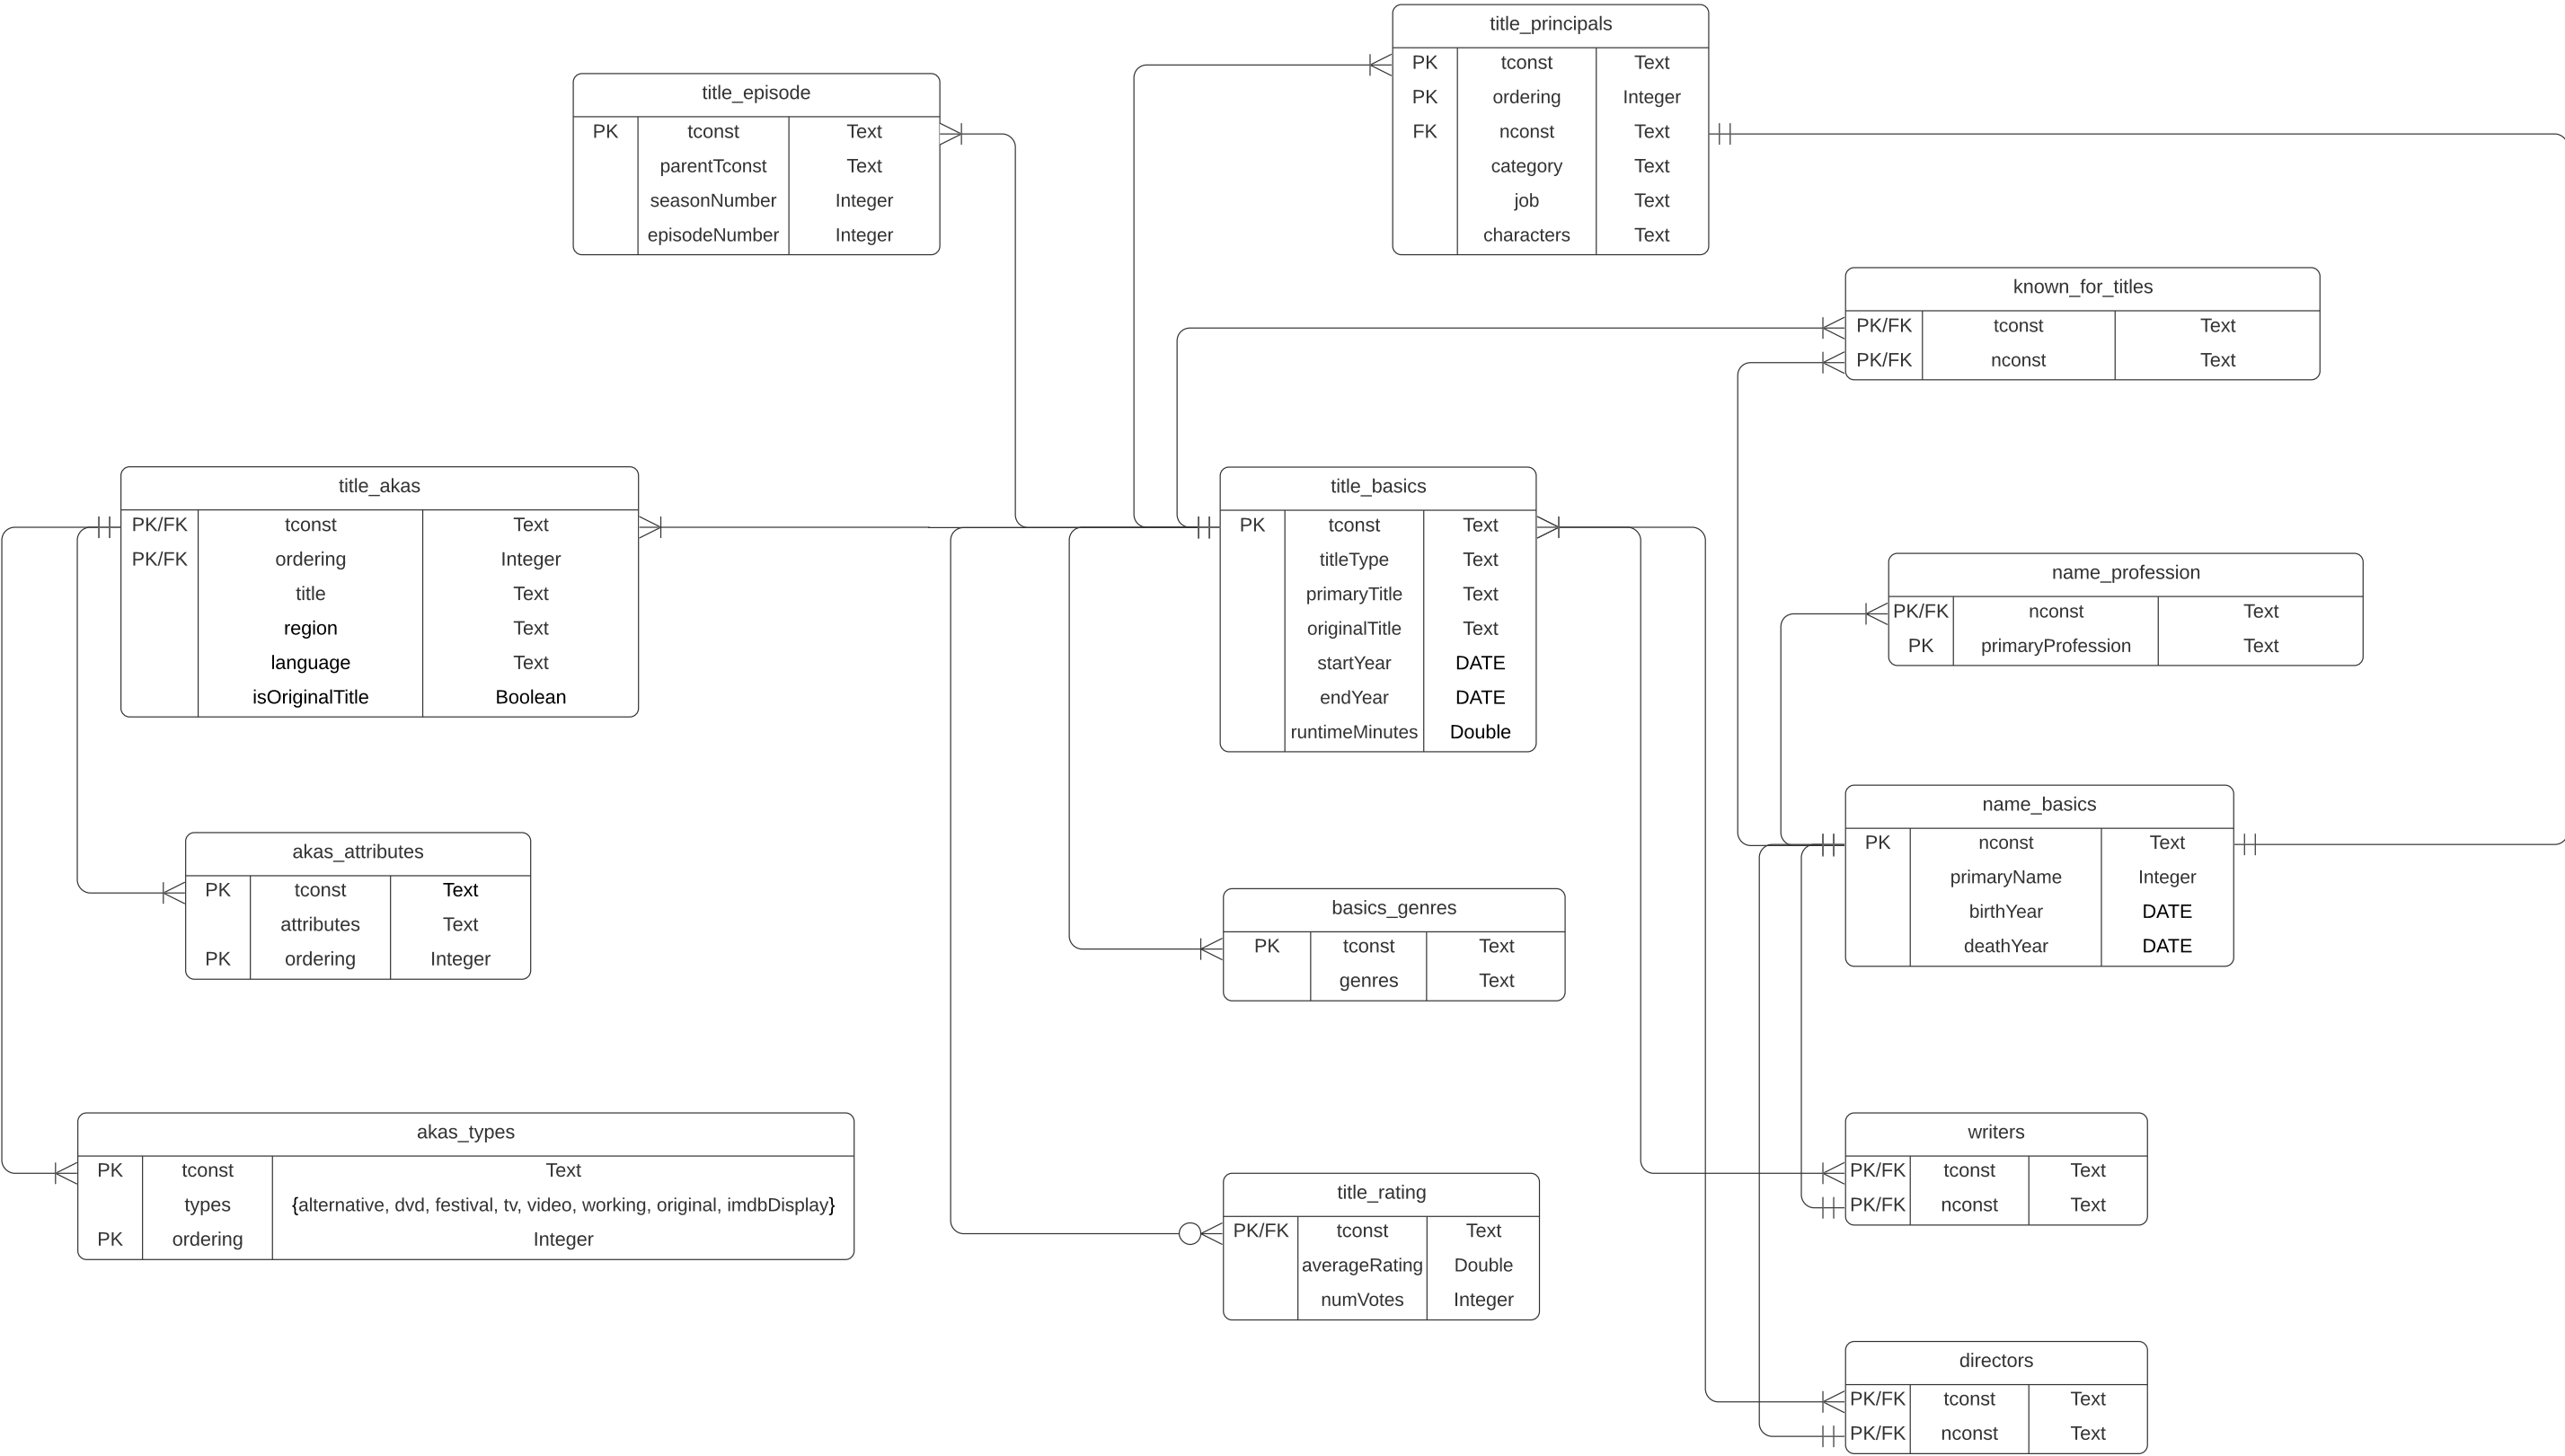 title_principals
PK tconst Text
PK ordering Integer
FK nconst Text
category Text
job Text
characters Text
title_episode
PK tconst Text
parentTconst Text
seasonNumber Integer
episodeNumber Integer
known_for_titles
PK/FK tconst Text
PK/FK nconst Text
title_akas
PK/FK tconst Text
PK/FK ordering Integer
title Text
region Text
language Text
isOriginalTitle Boolean
title_basics
PK tconst Text
titleType Text
primaryTitle Text
originalTitle Text
startYear DATE
endYear DATE
runtimeMinutes Double
name_profession
PK/FK nconst Text
PK primaryProfession Text
name_basics
PK nconst Text
primaryName Integer
birthYear DATE
deathYear DATE
akas_attributes
PK tconst Text
attributes Text
PK ordering Integer
basics_genres
PK tconst Text
genres Text
akas_types
PK tconst Text
types {alternative, dvd, festival, tv, video, working, original, imdbDisplay}
PK ordering Integer
title_rating
PK/FK tconst Text
averageRating Double
numVotes Integer
writers
PK/FK tconst Text
PK/FK nconst Text
directors
PK/FK tconst Text
PK/FK nconst Text